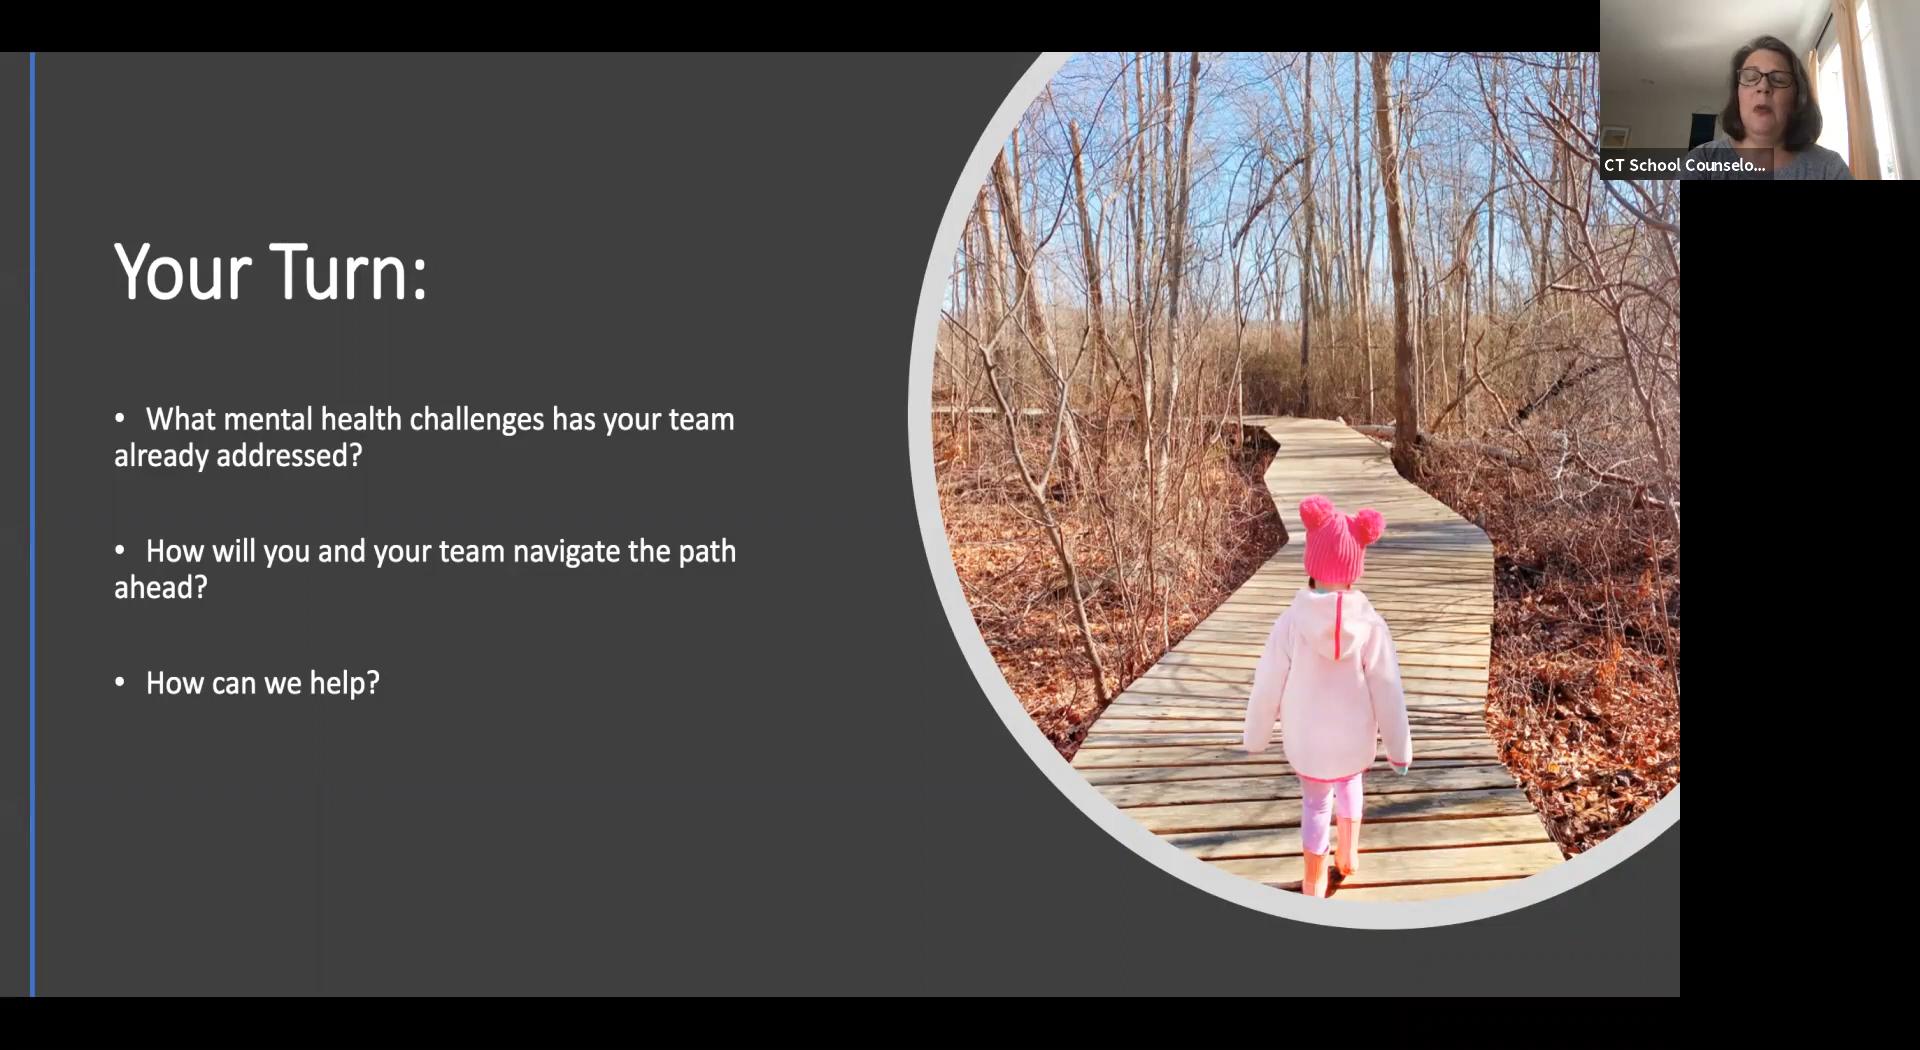 Your Turn:
• What mental health challenges has your team
already addressed?
• How will you and your team navigate the path
ahead?
• How can we help?
CT School Counselo...